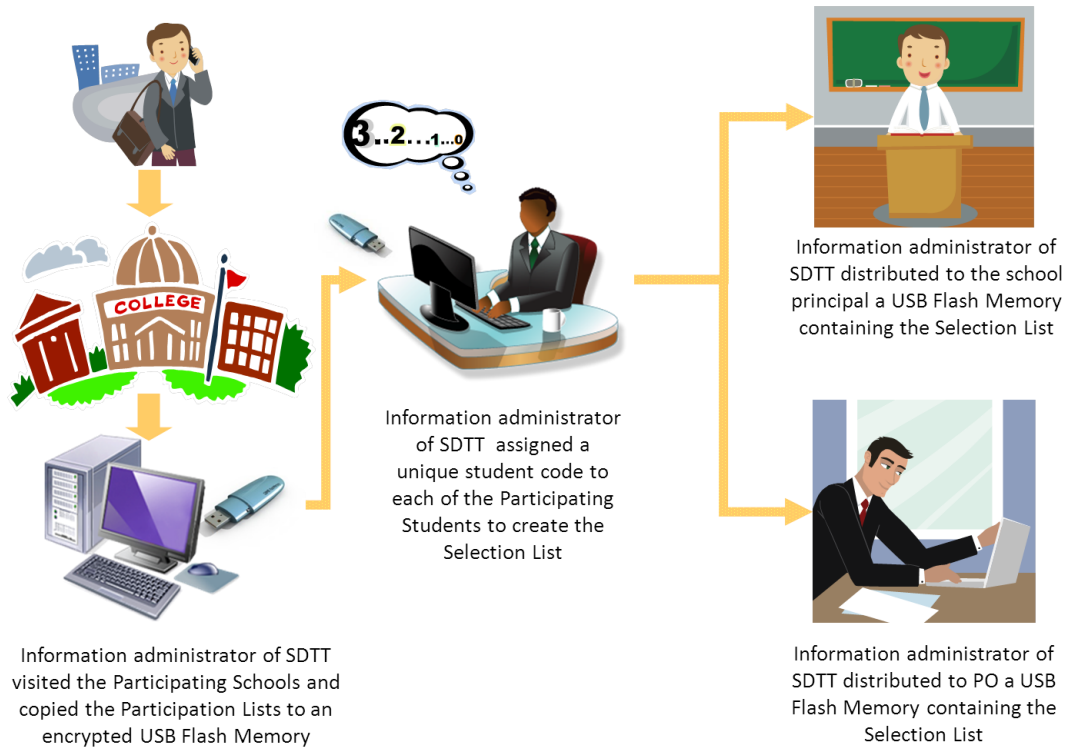 3..2...1...0
COLLEGE
Information administrator of SDTT
visited the Participating Schools and
copied the Participation Lists to an
encrypted USB Flash Memory
Information administrator
of SDTT assigned a
unique student code to
each of the Participating
Students to create the
Selection List
Information administrator of
SDTT distributed to the school
principal a USB Flash Memory
containing the Selection List
Information administrator of
SDTT distributed to PO a USB
Flash Memory containing the
Selection List